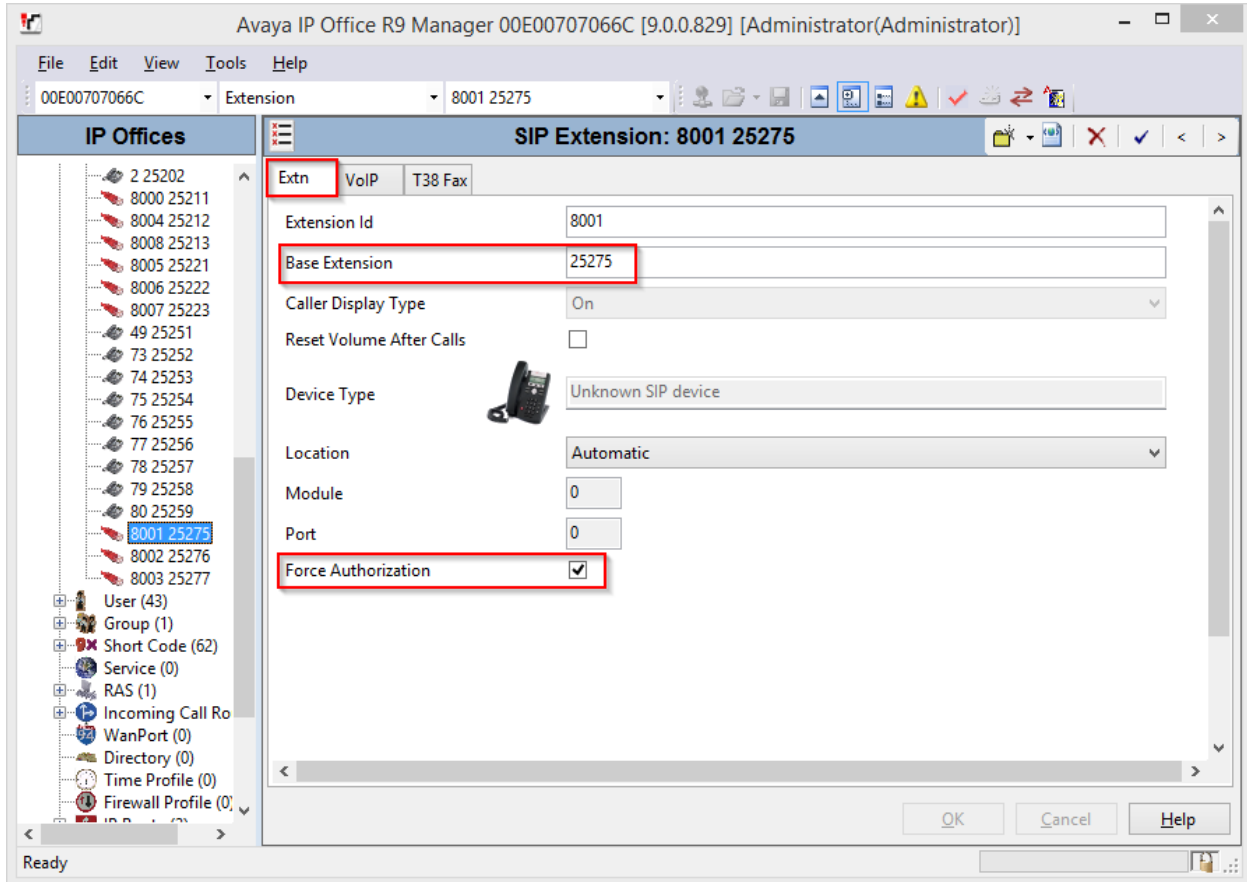 Avaya IP Office R9 Manager 00E00707066C [9.0.0.829] [Administrator(Administrator)]
File Edit View Tools Help
00E00707066C Extension 8001 25275
IP Offices
2 25202
8000 25211
8004 25212
8008 25213
8005 25221
8006 25222
8007 25223
49 25251
73 25252
74 25253
75 25254
76 25255
77 25256
78 25257
79 25258
80 25259
8001 25275
8002 25276
8003 25277
User (43)
Group (1)
Short Code (62)
Service (0)
RAS (1)
Incoming Call Ro
WanPort (0)
Directory (0)
Time Profile (0)
Firewall Profile (0)
SIP Extension: 8001 25275
Extn VoIP T38 Fax
Extension Id 8001
Base Extension 25275
Caller Display Type On
Reset Volume After Calls
Device Type Unknown SIP device
Location Automatic
Module 0
Port 0
Force Authorization
OK Cancel Help
Ready